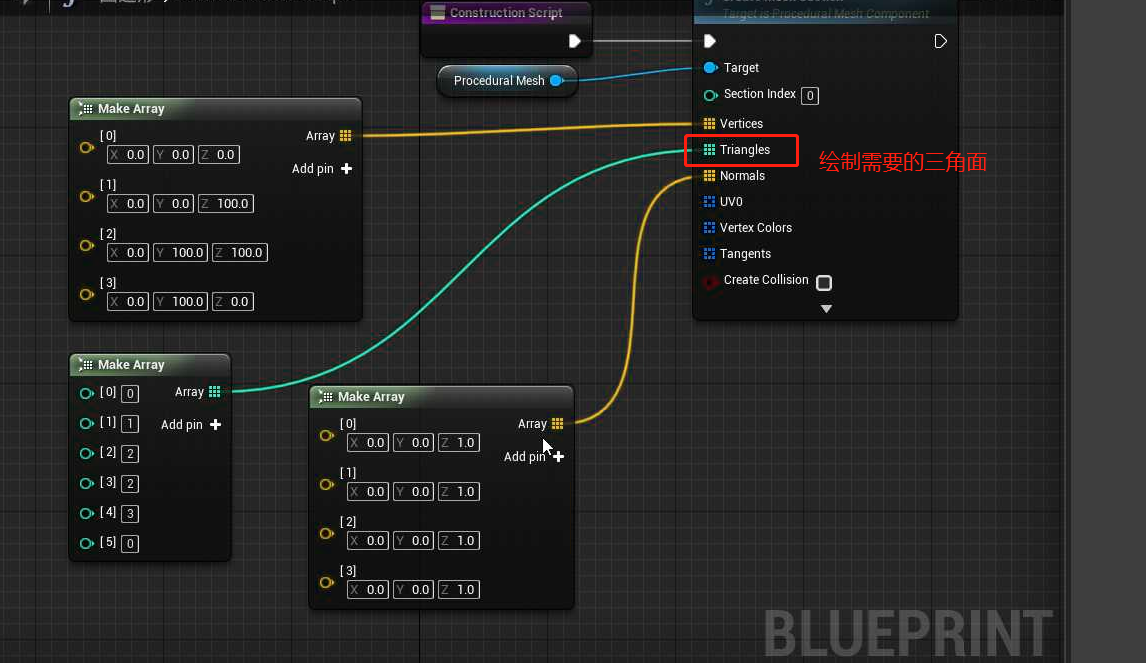 Construction Script
Target is Procedural Mesh Component
Procedural Mesh
Target
Section Index 0
Vertices
Triangles
绘制需要的三角面
Normals
UV0
Vertex Colors
Tangents
Create Collision
Make Array
[0]
X 0.0 Y 0.0 Z 0.0
Array
Add pin +
[1]
X 0.0 Y 0.0 Z 100.0
[2]
X 0.0 Y 100.0 Z 100.0
[3]
X 0.0 Y 100.0 Z 0.0
Make Array
[0] 0 Array
[1] 1 Add pin +
[2] 2
[3] 2
[4] 3
[5] 0
Make Array
[0]
X 0.0 Y 0.0 Z 1.0
Array
Add pin +
[1]
X 0.0 Y 0.0 Z 1.0
[2]
X 0.0 Y 0.0 Z 1.0
[3]
X 0.0 Y 0.0 Z 1.0
BLUEPRINT